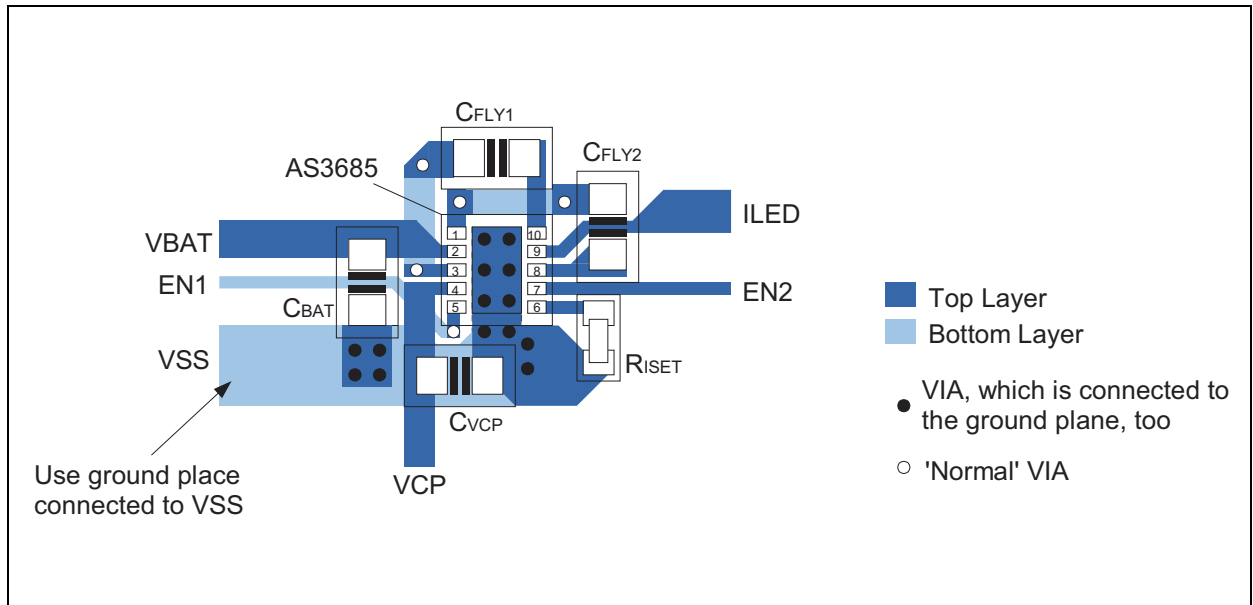 CFLY1
CFLY2
AS3685
ILED
VBAT
1
10
2
9
3
8
EN1
4
7
EN2
5
6
CBAT
Top Layer
Bottom Layer
VSS
RISET
VIA, which is connected to
the ground plane, too
CVCP
'Normal' VIA
Use ground place
connected to VSS
VCP